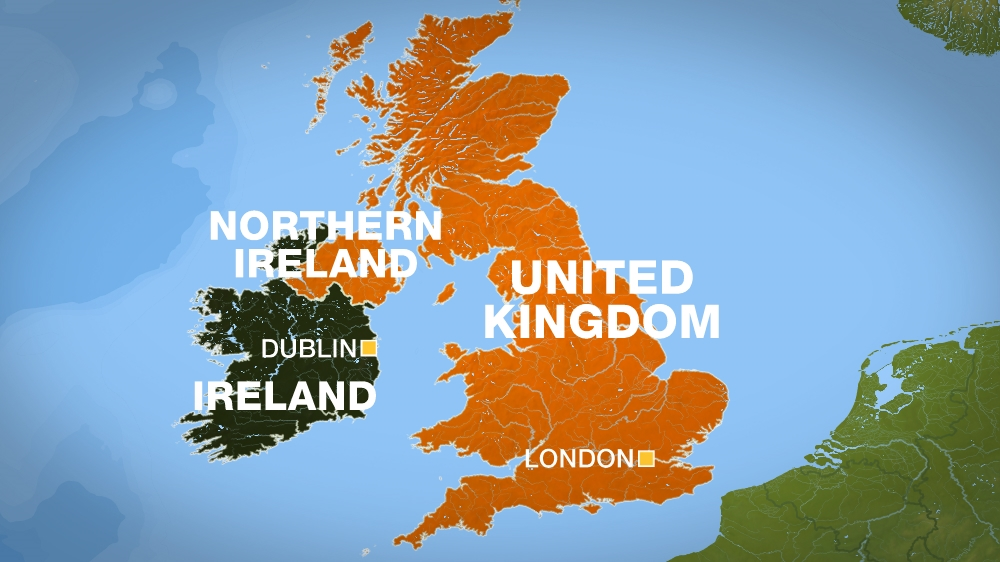 NORTHERN
IRELAND
UNITED
KINGDOM
DUBLIN
IRELAND
LONDON